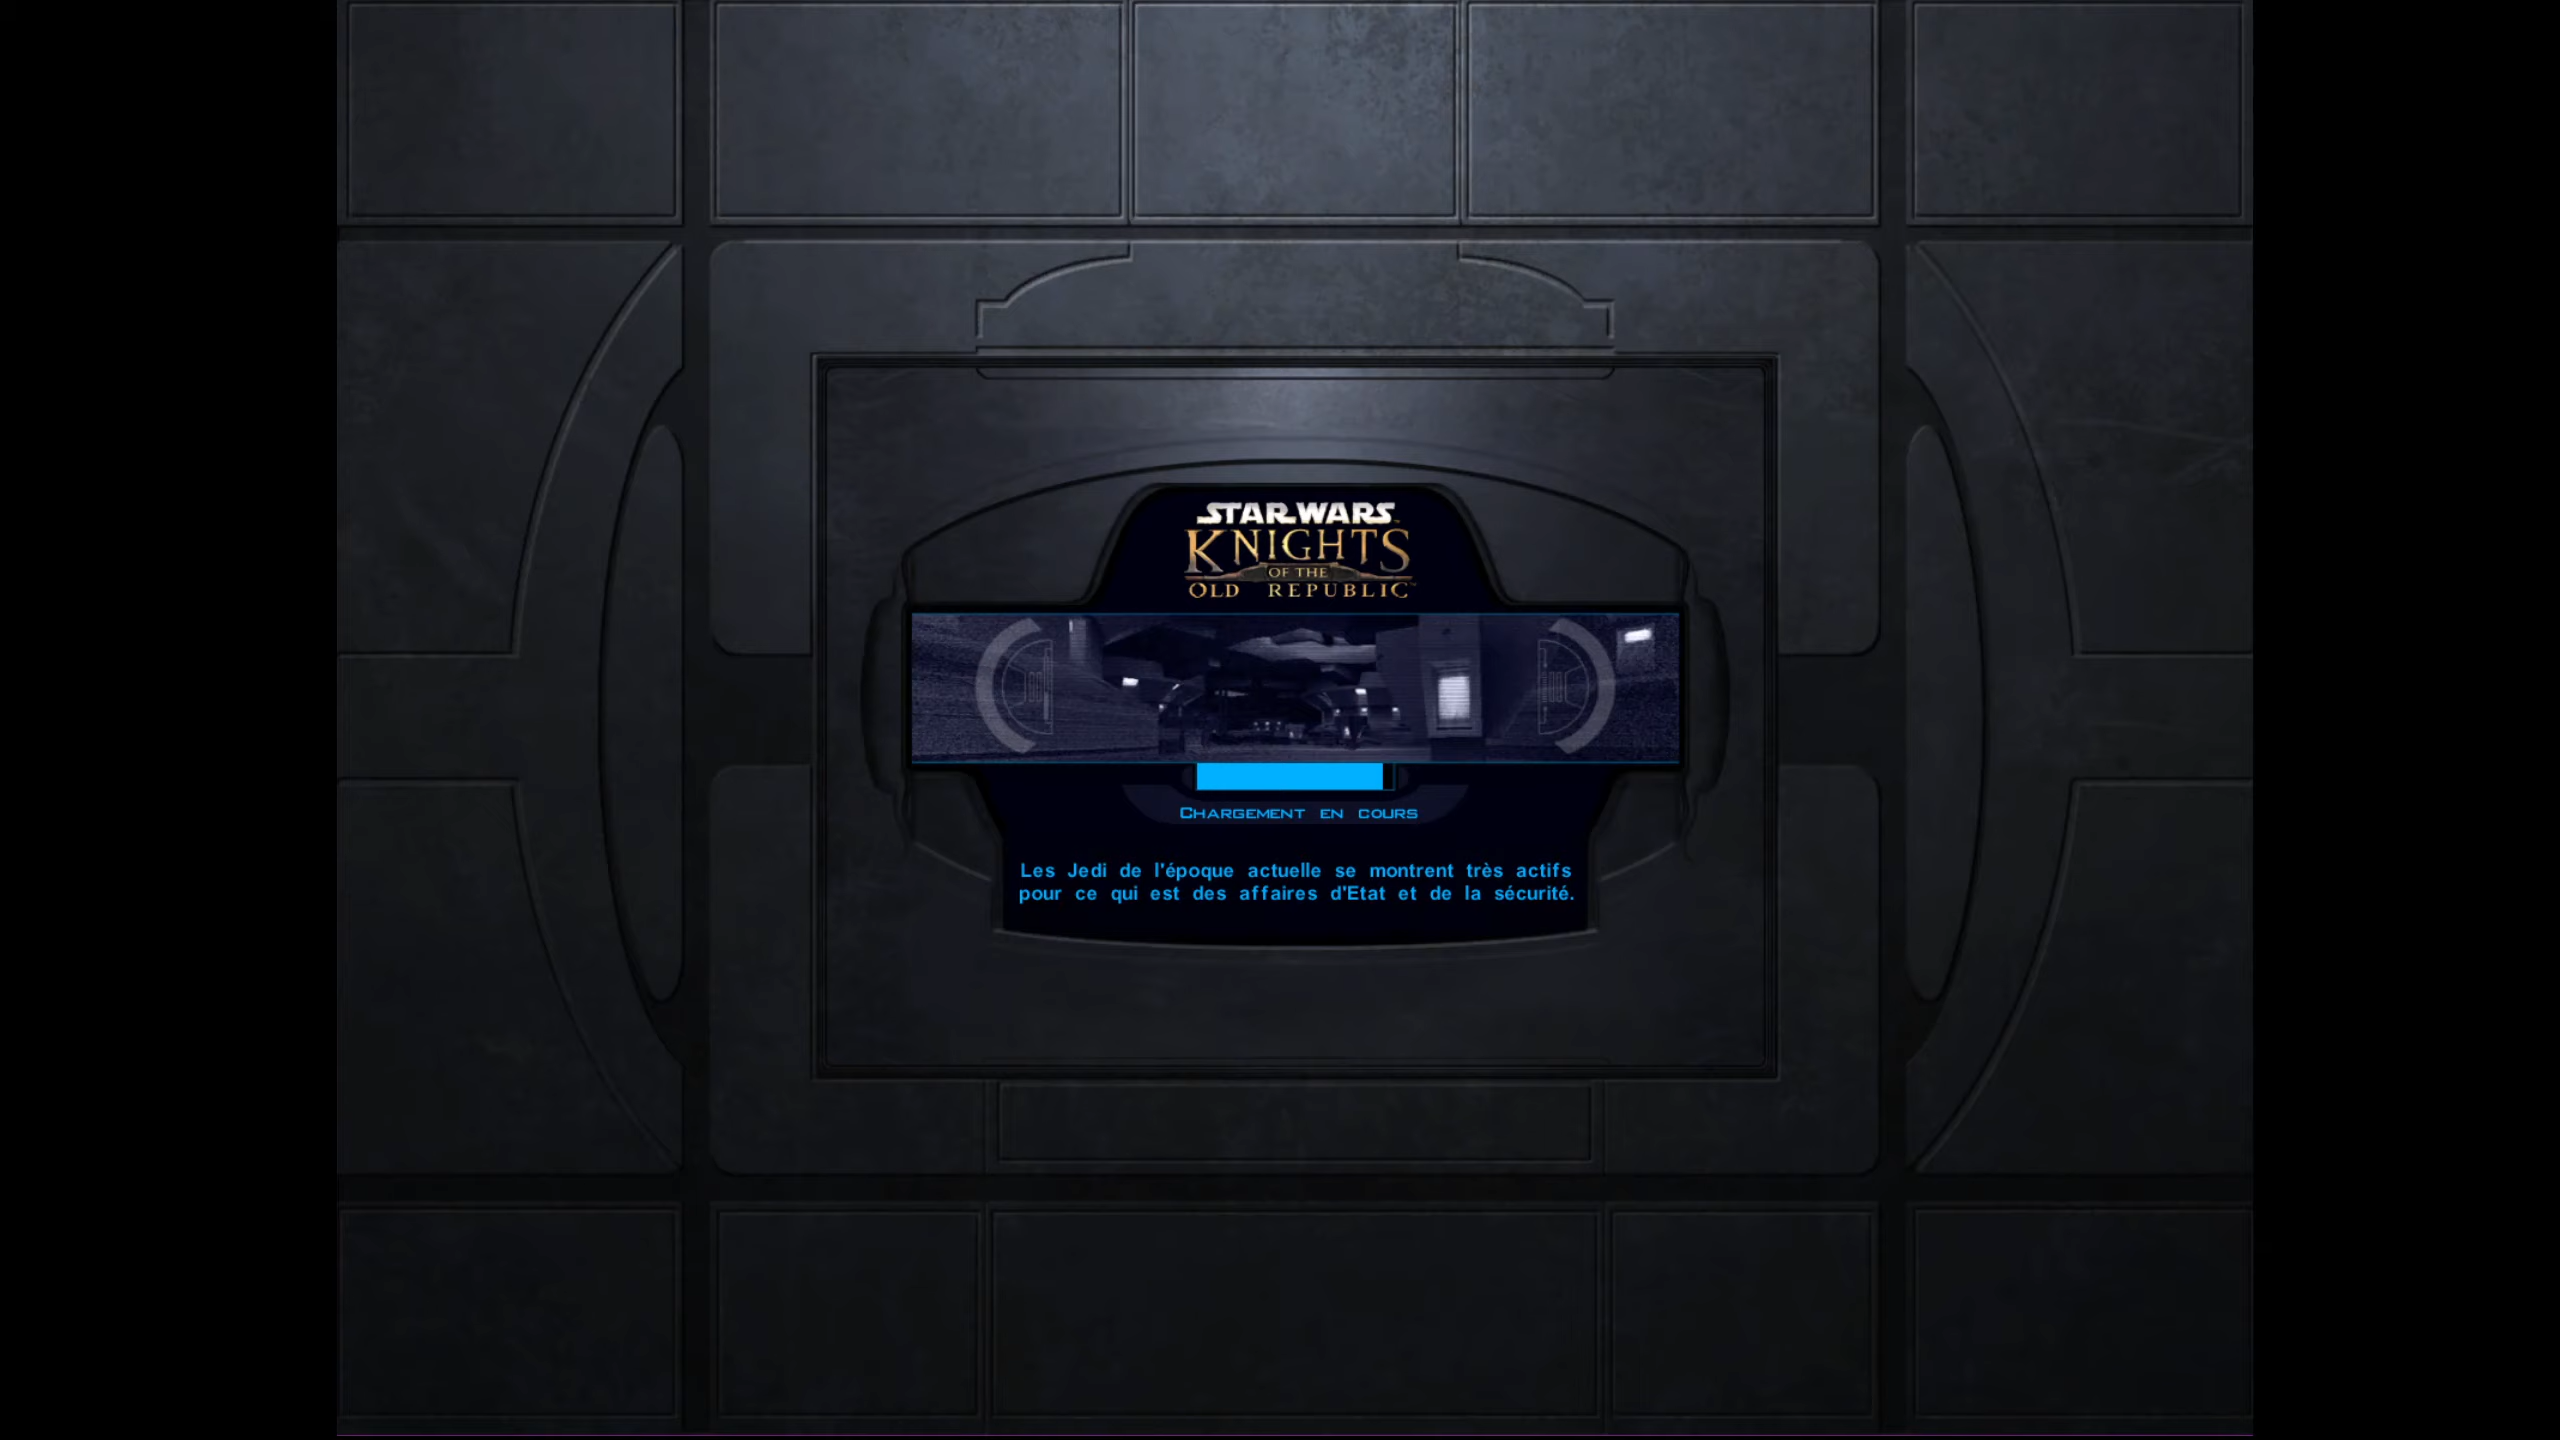 STAR WARS
KNIGHTS
OF THE
OLD REPUBLIC™
Chargement en cours
Les Jedi de l'époque actuelle se montrent très actifs
pour ce qui est des affaires d'Etat et de la sécurité.